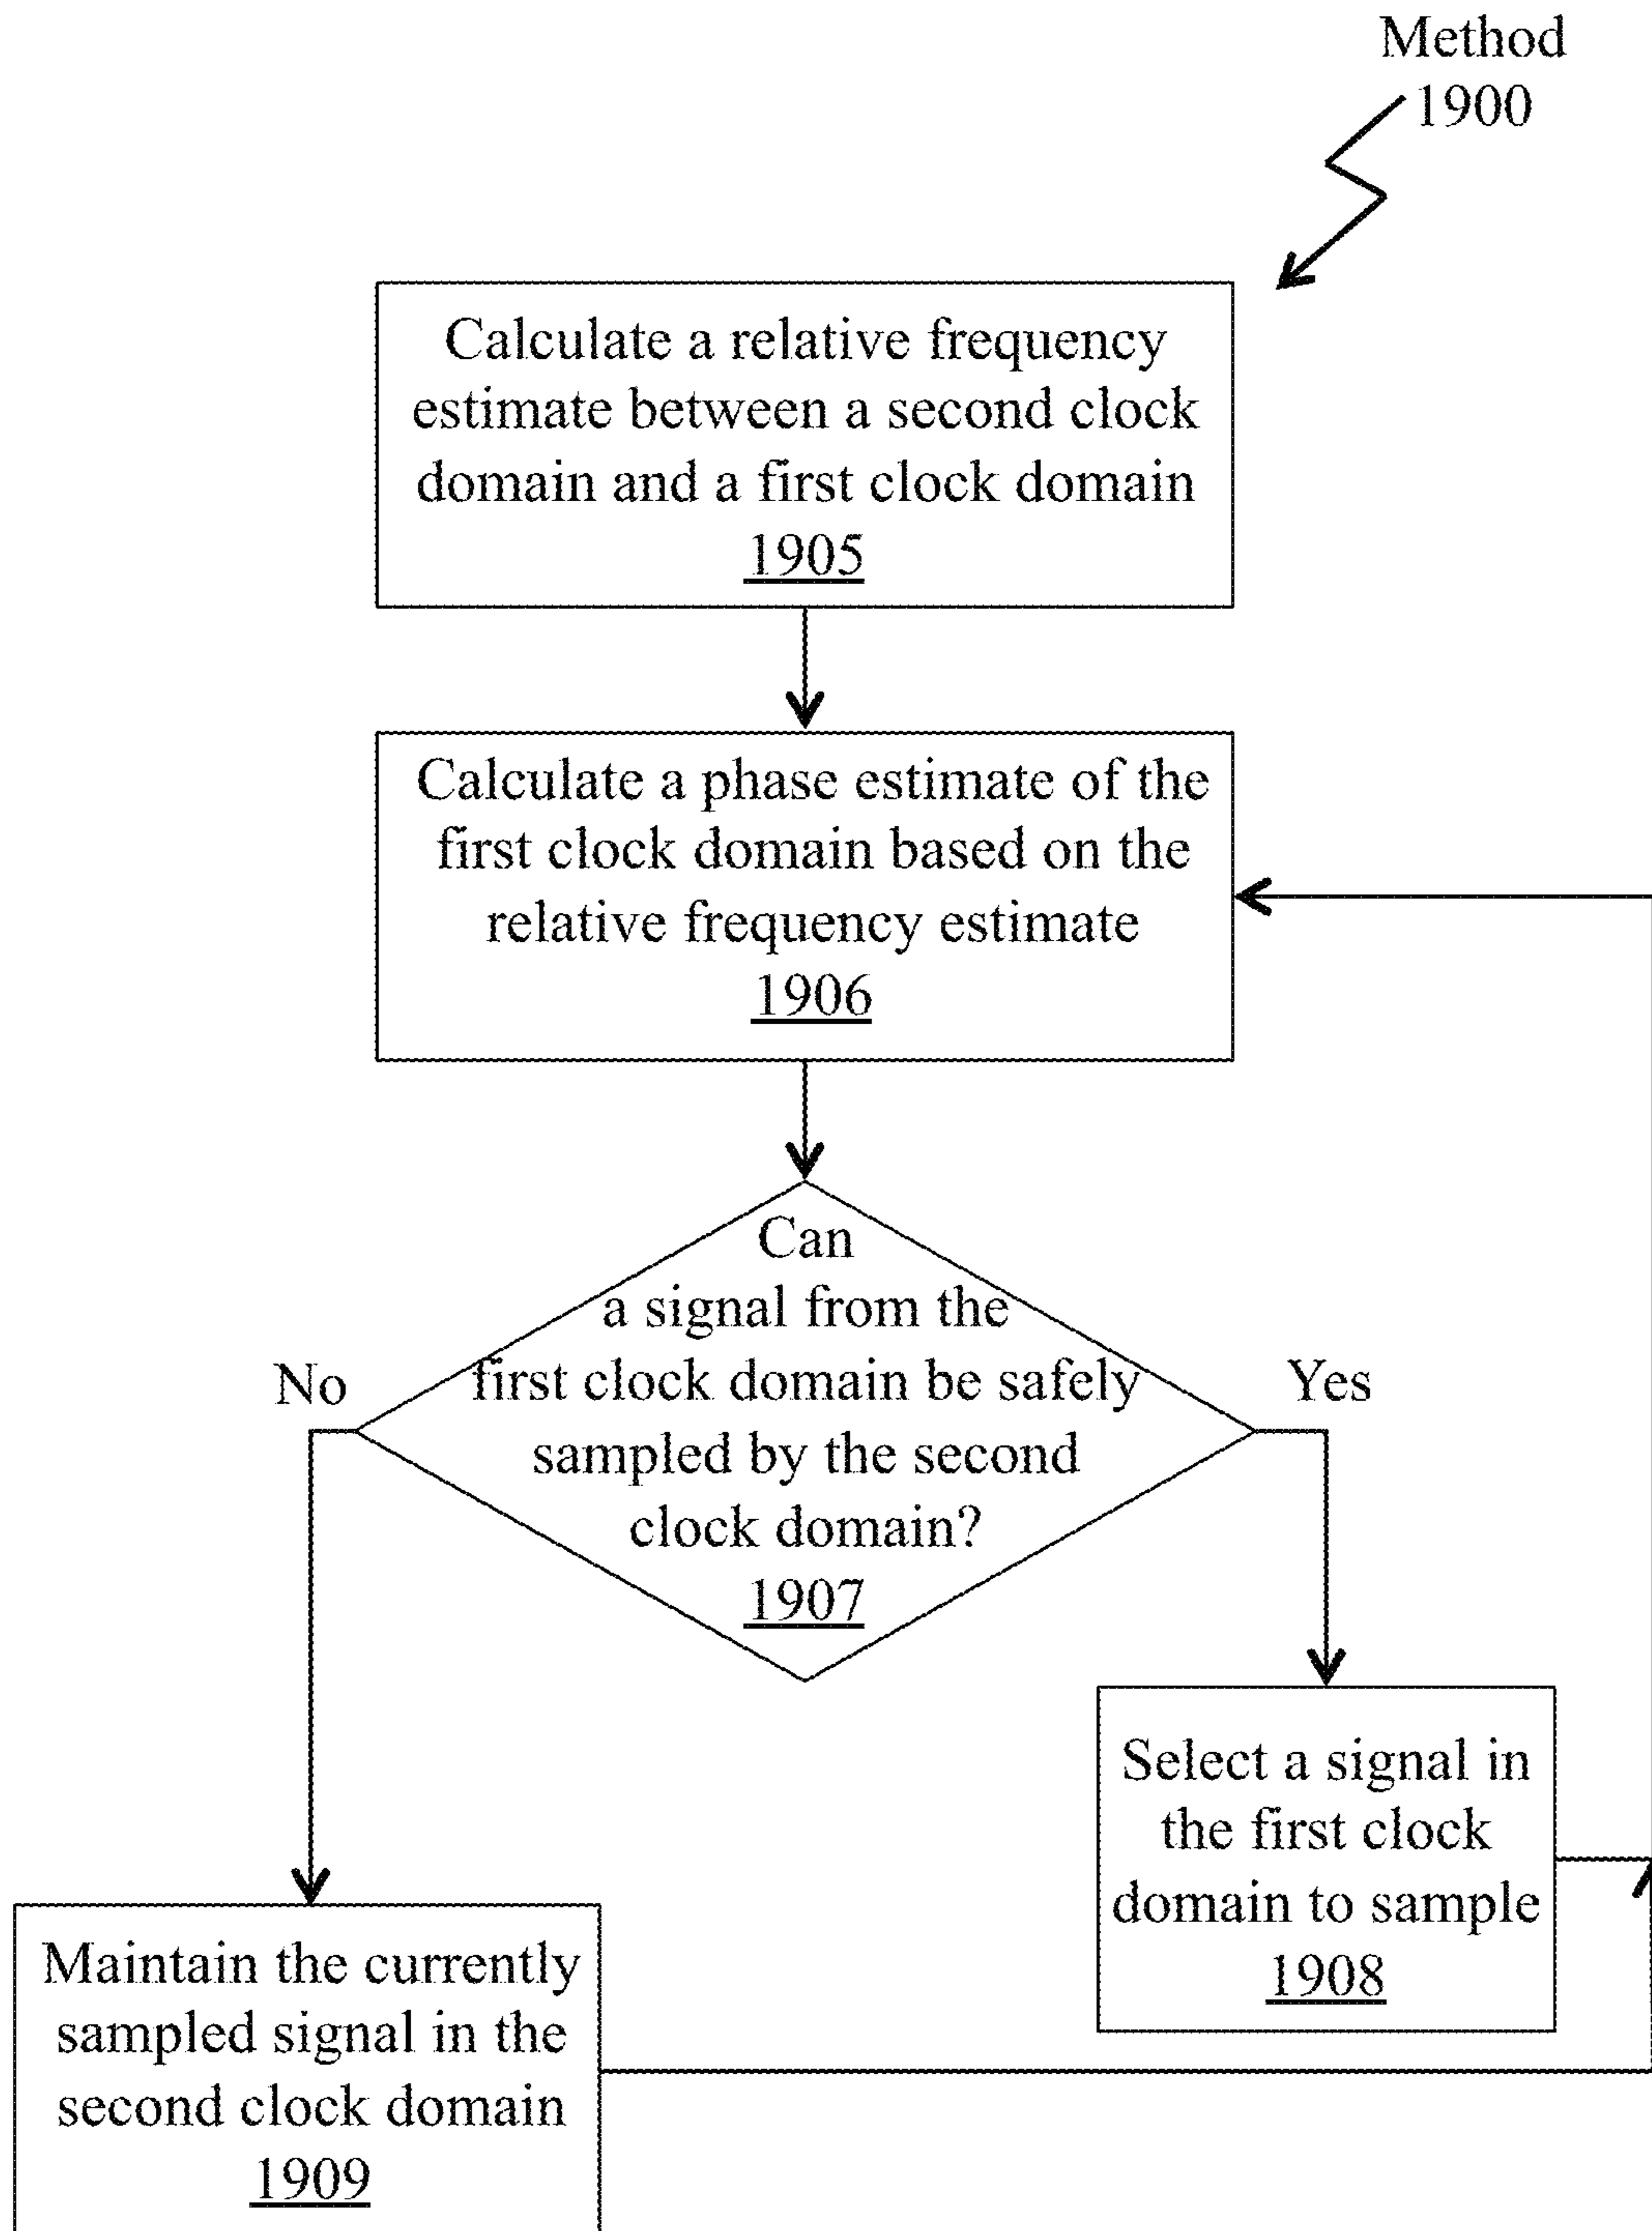 Method
1900
Calculate a relative frequency
estimate between a second clock
domain and a first clock domain
1905
Calculate a phase estimate of the
first clock domain based on the
relative frequency estimate
1906
Can
a signal from the
first clock domain be safely
sampled by the second
clock domain?
1907
No
Yes
Select a signal in
the first clock
domain to sample
1908
Maintain the currently
sampled signal in the
second clock domain
1909